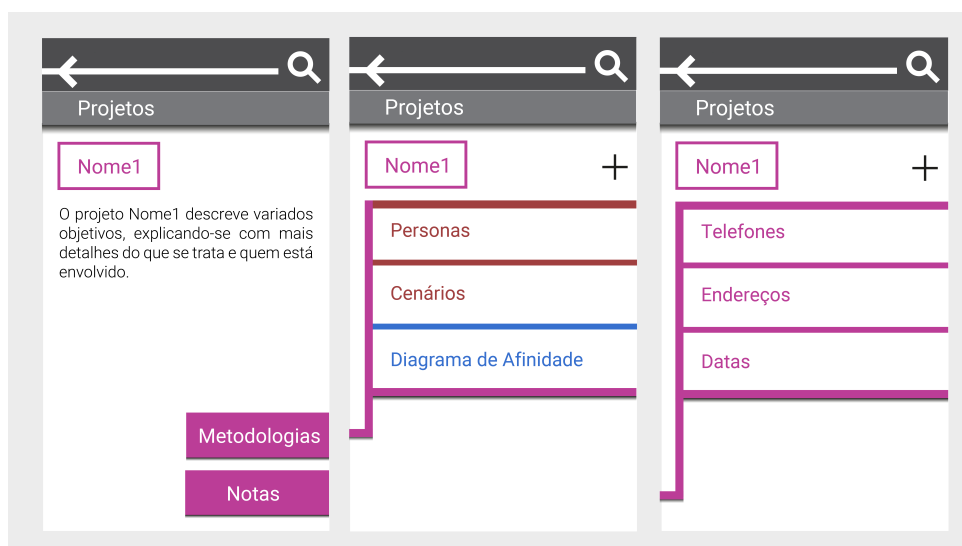 Projetos
Nome1
O projeto Nome1 descreve variados
objetivos, explicando-se com mais
detalhes do que se trata e quem está
envolvido.
Metodologias
Notas
Projetos
Nome1
Personas
Cenários
Diagrama de Afinidade
Projetos
Nome1
Telefones
Endereços
Datas